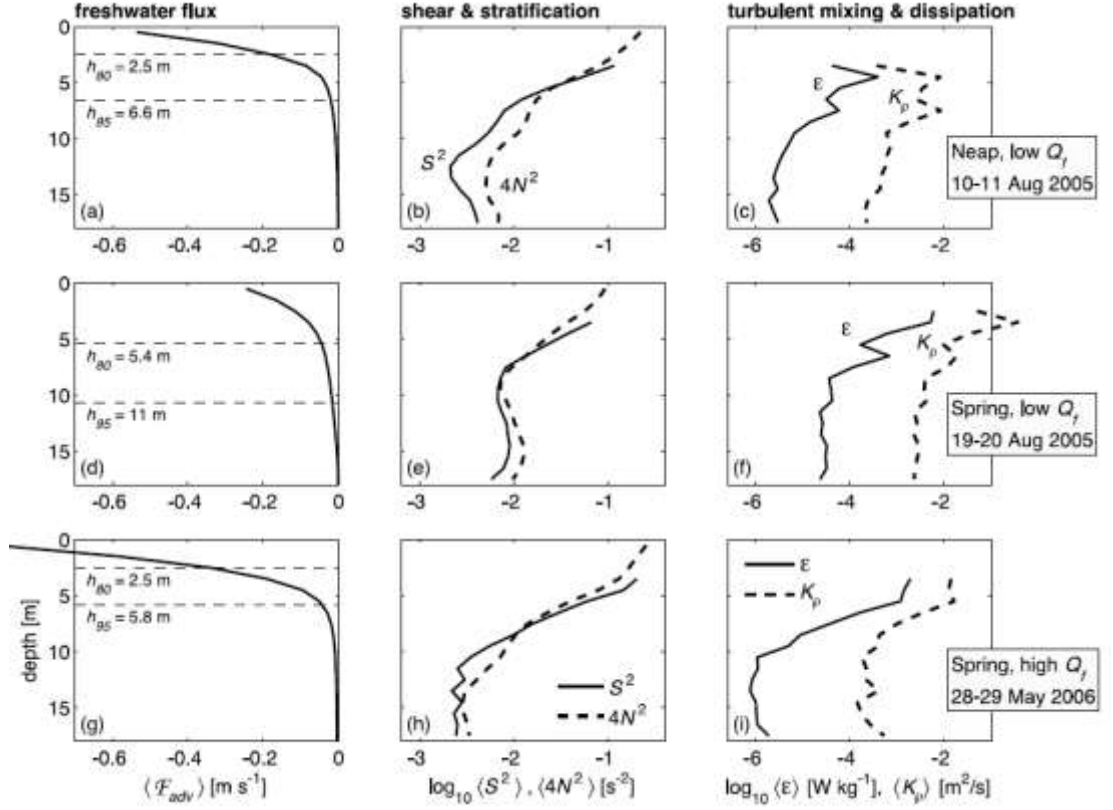 freshwater flux
shear & stratification
turbulent mixing & dissipation
0
5
10
15
h80 = 2.5 m
h95 = 6.6 m
(a)
-0.6 -0.4 -0.2 0
S2
4N2
(b)
-3 -2 -1
ε
Kρ
(c)
-6 -4 -2
Neap, low Qf
10-11 Aug 2005
0
5
10
15
h80 = 5.4 m
h95 = 11 m
(d)
-0.6 -0.4 -0.2 0
(e)
-3 -2 -1
ε
Kρ
(f)
-6 -4 -2
Spring, low Qf
19-20 Aug 2005
0
5
10
15
depth [m]
h80 = 2.5 m
h95 = 5.8 m
(g)
-0.6 -0.4 -0.2 0
⟨Fadv⟩ [m s-1]
S2
4N2
(h)
-3 -2 -1
log10 ⟨S2⟩, ⟨4N2⟩ [s-2]
ε
Kρ
(i)
-6 -4 -2
log10 ⟨ε⟩ [W kg-1], ⟨Kρ⟩ [m2/s]
Spring, high Qf
28-29 May 2006